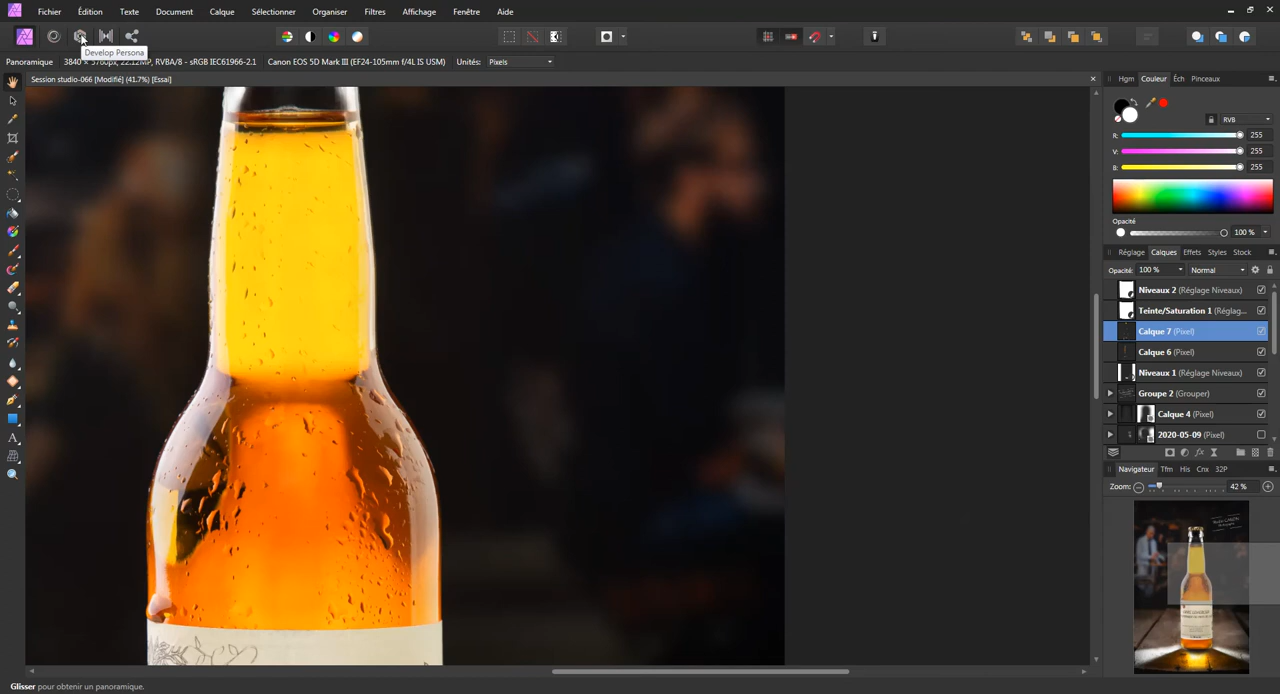 Fichier Édition Texte Document Calque Sélectionner Organiser Filtres Affichage Fenêtre Aide
Develop Persona
Panoramique 3840 × 5760px, 22.12MP, RVBA/8 - sRGB IEC61966-2.1 Canon EOS 5D Mark III (EF24-105mm f/4L IS USM) Unités: Pixels
Session studio-066 [Modifié] (41.7%) [Essai]
Hgm Couleur Éch Pinceaux
RVB
R: 255
V: 255
B: 255
Opacité
100 %
Réglage Calques Effets Styles Stock
Opacité: 100 % Normal
Niveaux 2 (Réglage Niveaux)
Teinte/Saturation 1 (Réglag...
Calque 7 (Pixel)
Calque 6 (Pixel)
Niveaux 1 (Réglage Niveaux)
Groupe 2 (Grouper)
Calque 4 (Pixel)
2020-05-09 (Pixel)
Navigateur Tfm His Cnx 32P
Zoom: 42 %
Glisser pour obtenir un panoramique.